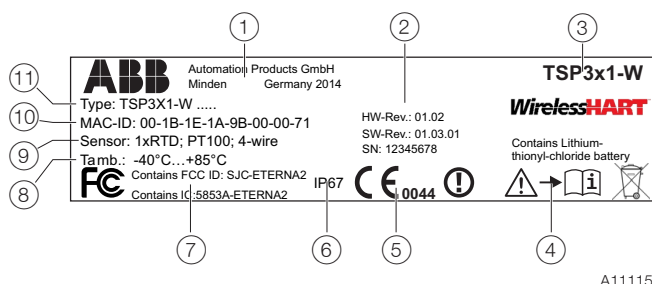 1
2
3
ABB
Automation Products GmbH
Minden Germany 2014
TSP3x1-W
11
Type: TSP3X1-W .....
WirelessHART
10
MAC-ID: 00-1B-1E-1A-9B-00-00-71
HW-Rev.: 01.02
9
Sensor: 1xRTD; PT100; 4-wire
SW-Rev.: 01.03.01
SN: 12345678
Contains Lithium-
thionyl-chloride battery
8
Tamb.: -40°C...+85°C
FC Contains FCC ID: SJC-ETERNA2
Contains IC:5853A-ETERNA2
IP67
CE 0044
i
7
6
5
4
A11115